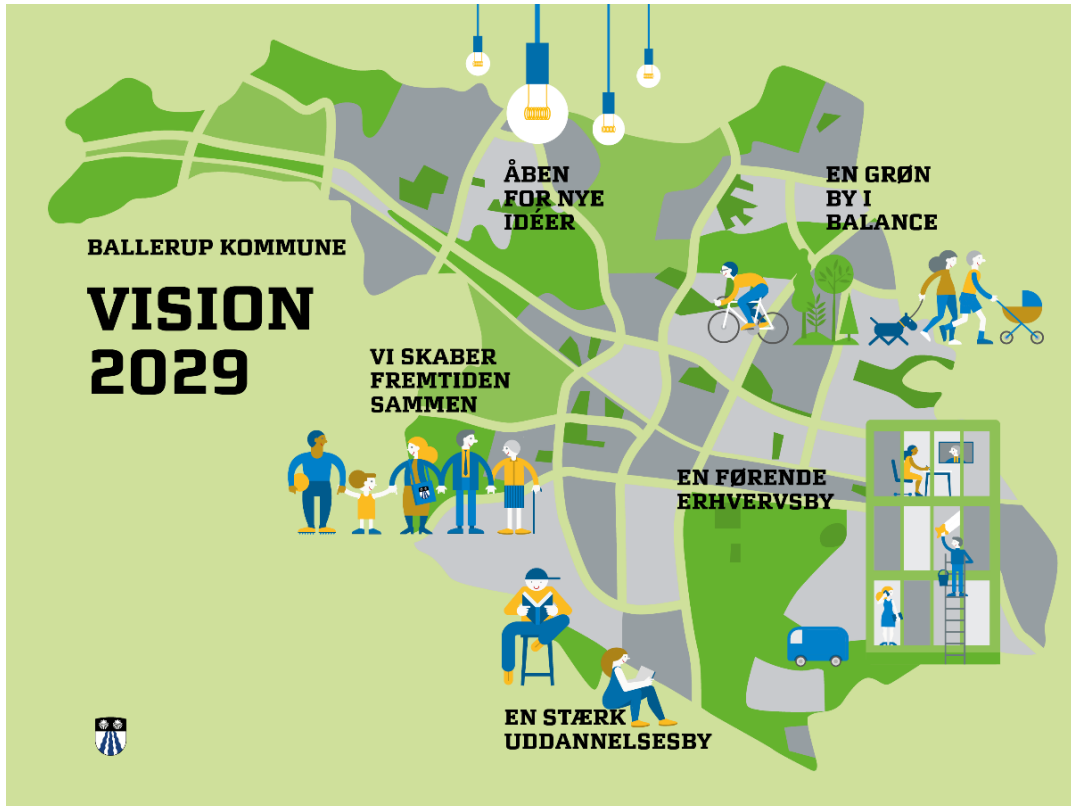 BALLERUP KOMMUNE
VISION
2029
ÅBEN
FOR NYE
IDÉER
EN GRØN
BY I
BALANCE
VI SKABER
FREMTIDEN
SAMMEN
EN FØRENDE
ERHVERVSBY
EN STÆRK
UDDANNELSESBY